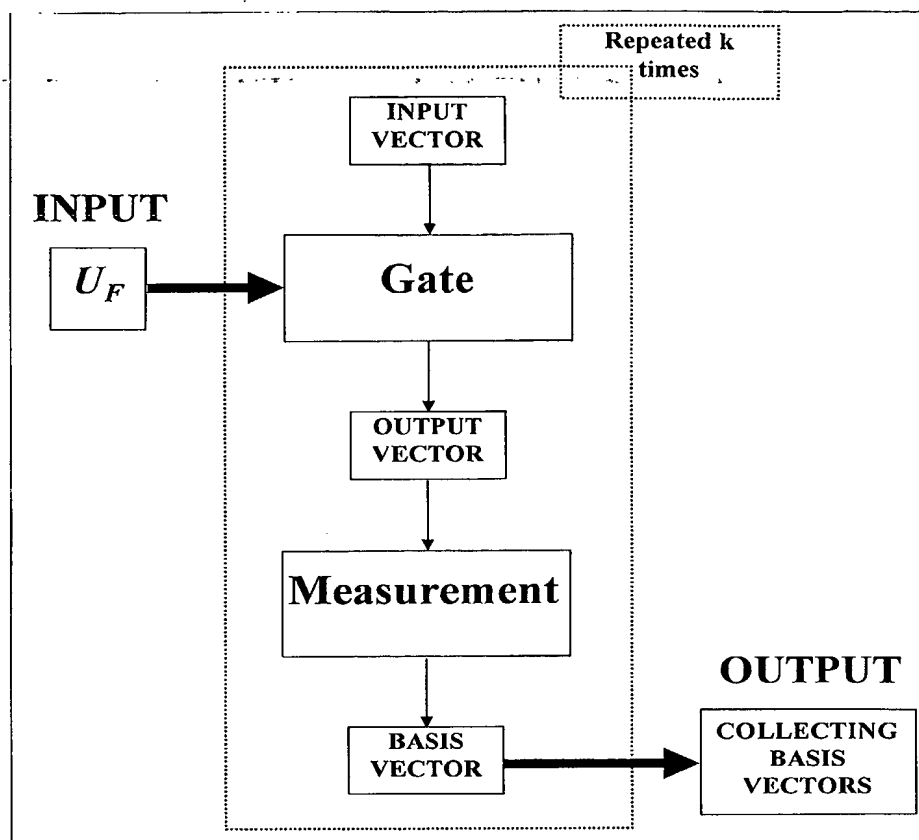 Repeated k
times
INPUT
VECTOR
INPUT
U_F
Gate
OUTPUT
VECTOR
Measurement
OUTPUT
BASIS
VECTOR
COLLECTING
BASIS
VECTORS